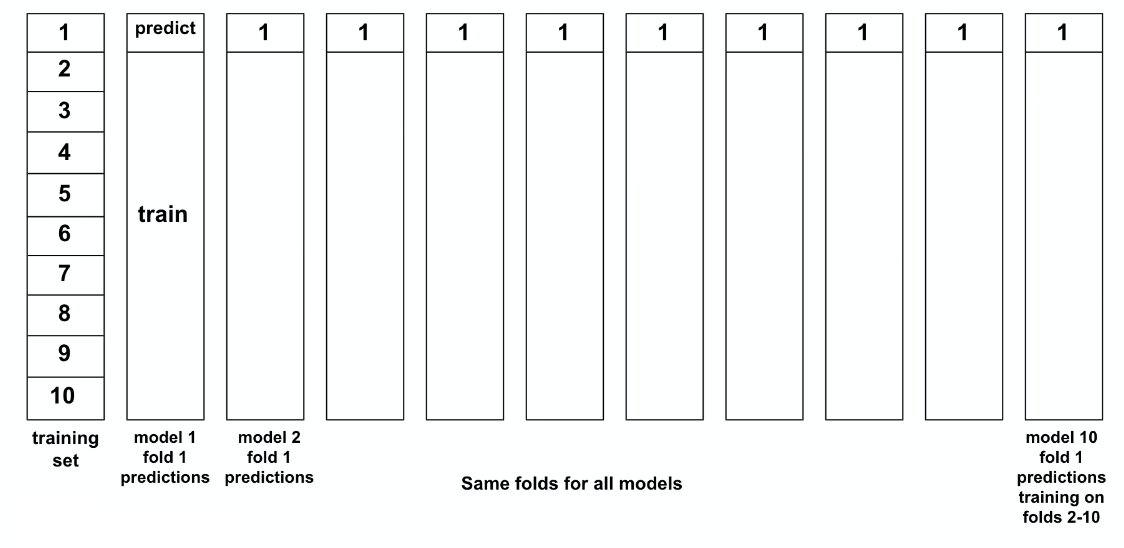 1
predict
1
1
1
1
1
1
1
1
1
2
3
4
5
train
6
7
8
9
10
training
set
model 1
fold 1
predictions
model 2
fold 1
predictions
Same folds for all models
model 10
fold 1
predictions
training on
folds 2-10